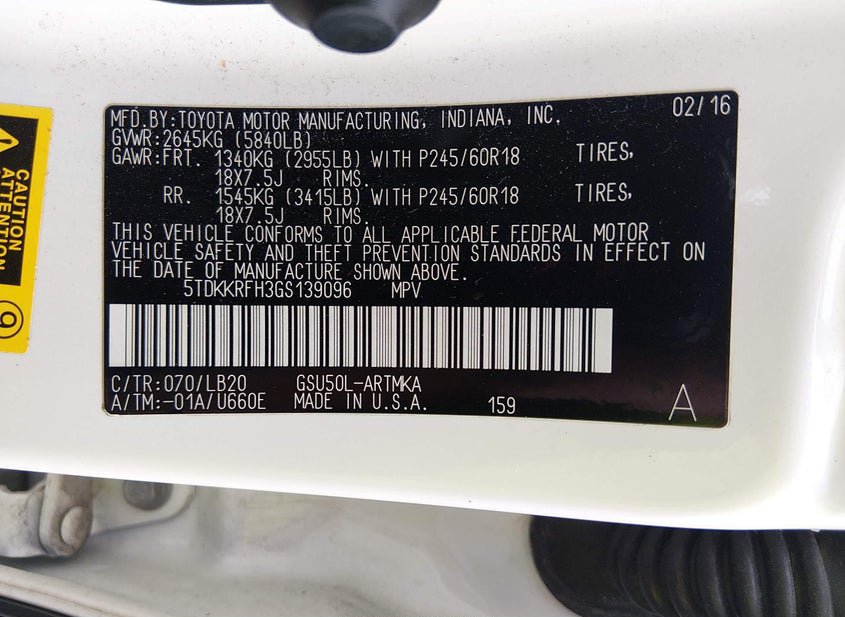 MFD.BY:TOYOTA MOTOR MANUFACTURING, INDIANA, INC. 02/16
GVWR:2645KG (5840LB)
GAWR:FRT. 1340KG (2955LB) WITH P245/60R18 TIRES,
18X7.5J RIMS.
RR. 1545KG (3415LB) WITH P245/60R18 TIRES,
18X7.5J RIMS.
THIS VEHICLE CONFORMS TO ALL APPLICABLE FEDERAL MOTOR
VEHICLE SAFETY AND THEFT PREVENTION STANDARDS IN EFFECT ON
THE DATE OF MANUFACTURE SHOWN ABOVE.
5TDKKRFH3GS139096 MPV
C/TR:070/LB20 GSU50L-ARTMKA
A/TM:-01A/U660E MADE IN U.S.A. 159 A
CAUTION
ATTENTION